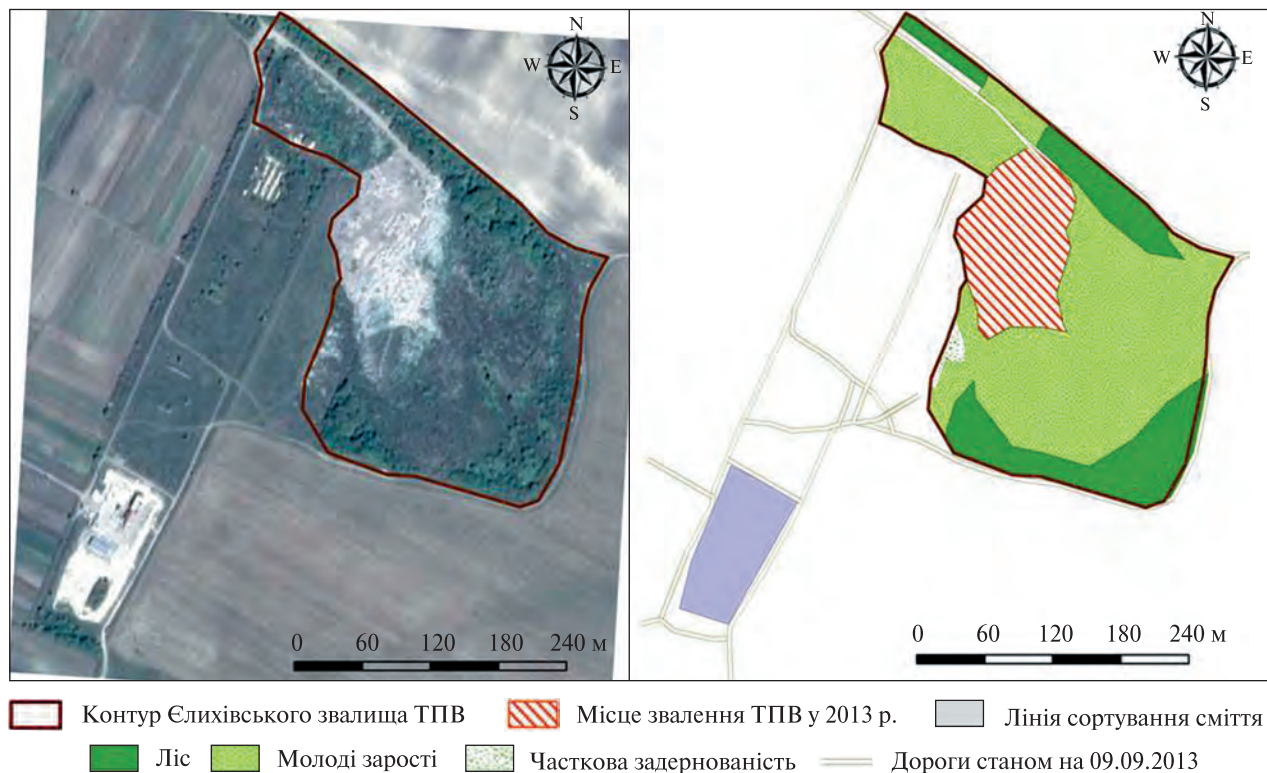 N
W E
S
0 60 120 180 240 м
N
W E
S
0 60 120 180 240 м
Контур Єлихівського звалища ТПВ Місце звалення ТПВ у 2013 р. Лінія сортування сміття
Ліс Молоді зарості Часткова задернованість Дороги станом на 09.09.2013